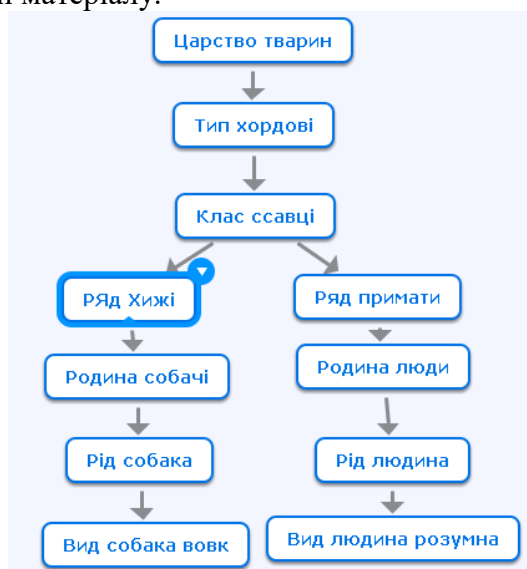 матеріалу.
Царство тварин
Тип хордові
Клас ссавці
РЯд Хижі
Ряд примати
Родина собачі
Родина люди
Рід собака
Рід людина
Вид собака вовк
Вид людина розумна